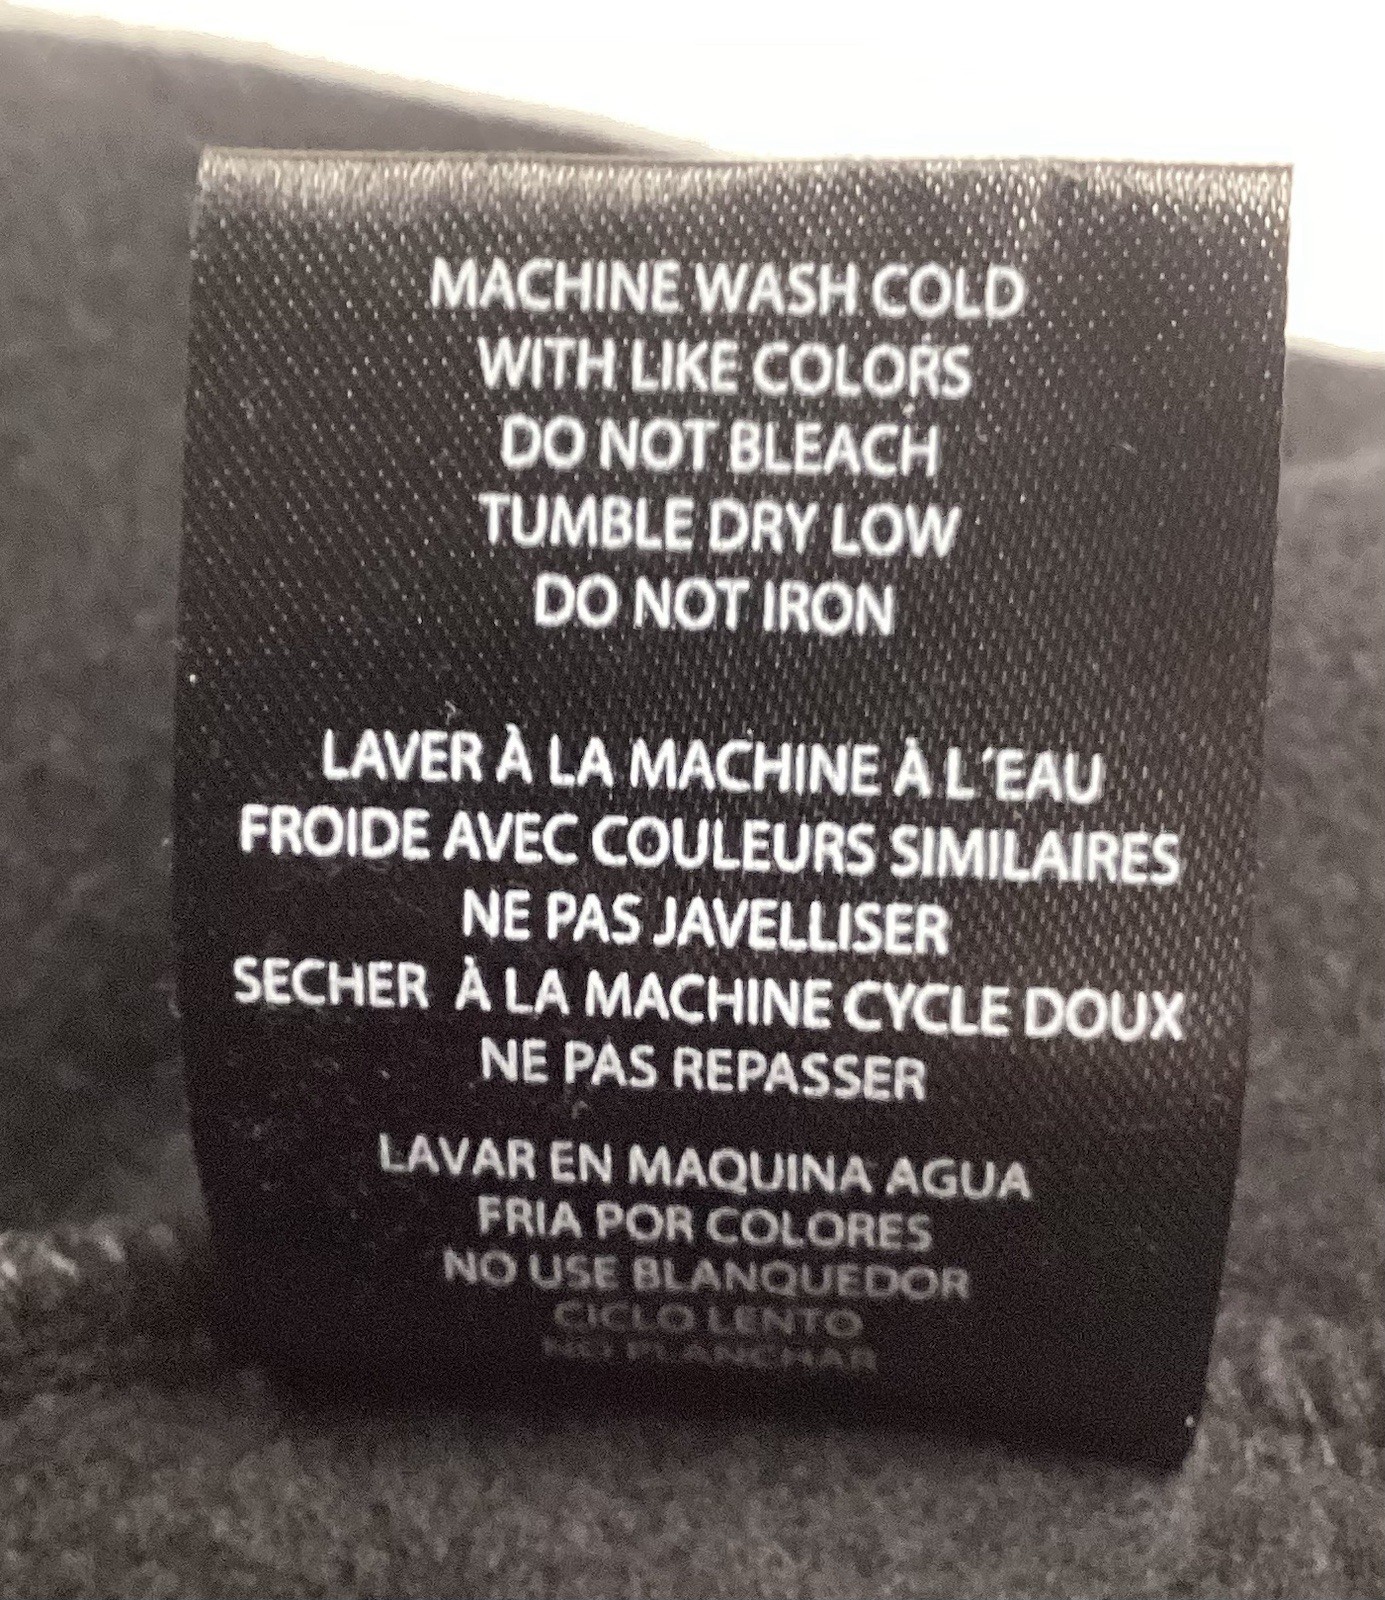 MACHINE WASH COLD
WITH LIKE COLORS
DO NOT BLEACH
TUMBLE DRY LOW
DO NOT IRON
LAVER À LA MACHINE À L´EAU
FROIDE AVEC COULEURS SIMILAIRES
NE PAS JAVELLISER
SECHER À LA MACHINE CYCLE DOUX
NE PAS REPASSER
LAVAR EN MAQUINA AGUA
FRIA POR COLORES
NO USE BLANQUEDOR
CICLO LENTO
NO PLANCHAR